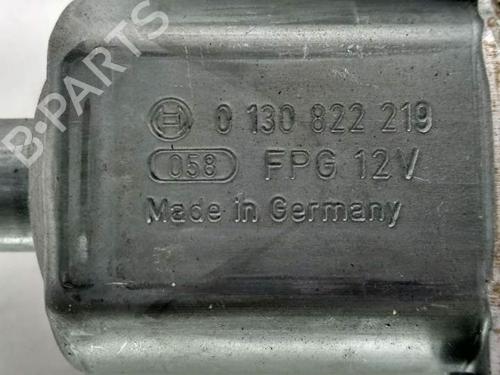 B-PARTS
0 130 822 219
058 FPG 12V
Made in Germany